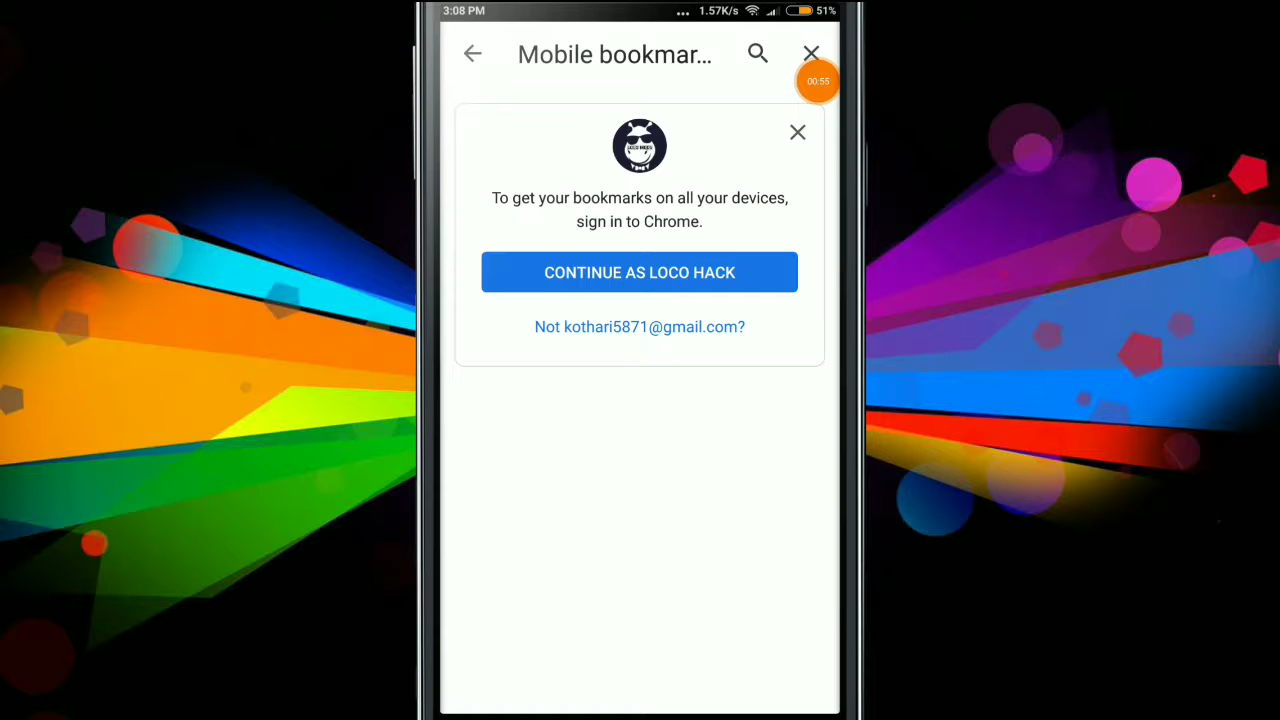 3:08 PM ... 1.57K/s 51%
Mobile bookmar...
00:55
To get your bookmarks on all your devices,
sign in to Chrome.
CONTINUE AS LOCO HACK
Not kothari5871@gmail.com?